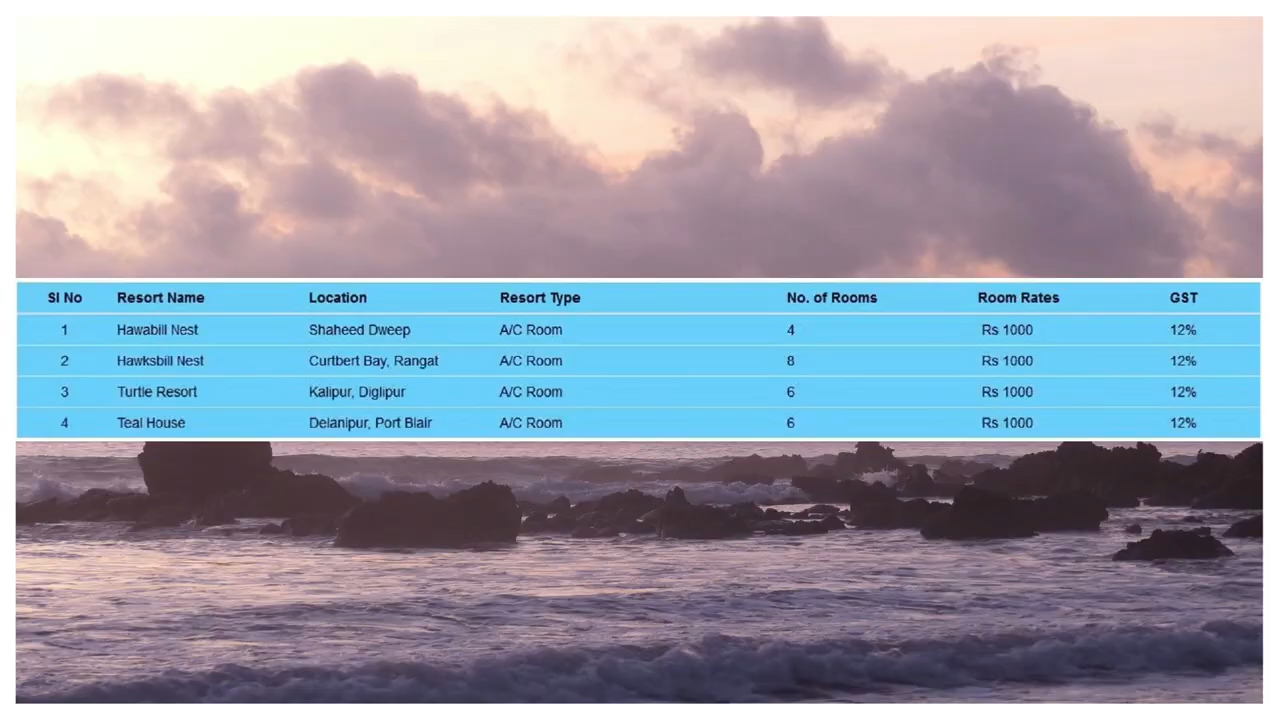 Sl No Resort Name Location Resort Type No. of Rooms Room Rates GST
1 Hawabill Nest Shaheed Dweep A/C Room 4 Rs 1000 12%
2 Hawksbill Nest Curtbert Bay, Rangat A/C Room 8 Rs 1000 12%
3 Turtle Resort Kalipur, Diglipur A/C Room 6 Rs 1000 12%
4 Teal House Delanipur, Port Blair A/C Room 6 Rs 1000 12%